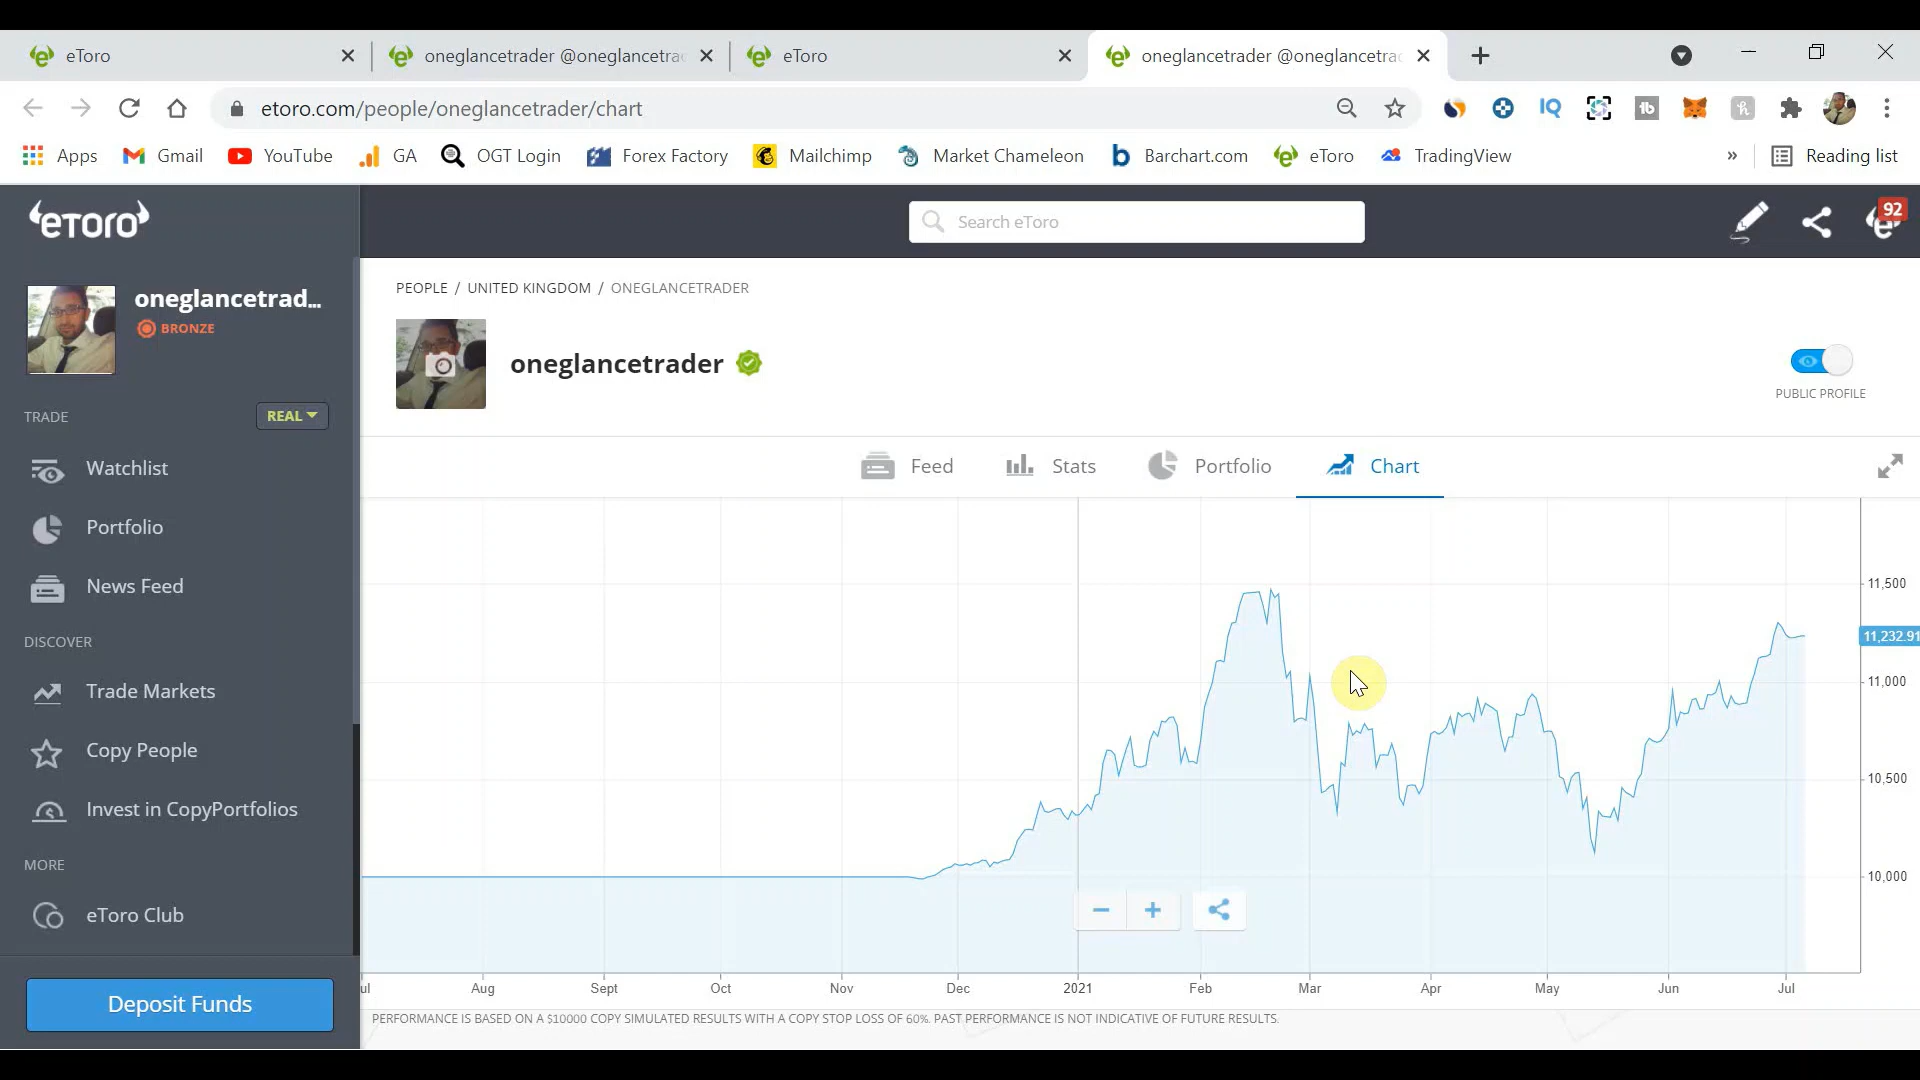 eToro
oneglancetrader @oneglancetra
eToro
oneglancetrader @oneglancetra
etoro.com/people/oneglancetrader/chart
Apps Gmail YouTube GA OGT Login Forex Factory Mailchimp Market Chameleon Barchart.com eToro TradingView » Reading list
eToro
Search eToro
92
oneglancetrad...
BRONZE
TRADE
REAL
Watchlist
Portfolio
News Feed
DISCOVER
Trade Markets
Copy People
Invest in CopyPortfolios
MORE
eToro Club
Deposit Funds
PEOPLE / UNITED KINGDOM / ONEGLANCETRADER
oneglancetrader
PUBLIC PROFILE
Feed Stats Portfolio Chart
11,500
11,232.91
11,000
10,500
10,000
ul Aug Sept Oct Nov Dec 2021 Feb Mar Apr May Jun Jul
PERFORMANCE IS BASED ON A $10000 COPY SIMULATED RESULTS WITH A COPY STOP LOSS OF 60%. PAST PERFORMANCE IS NOT INDICATIVE OF FUTURE RESULTS.